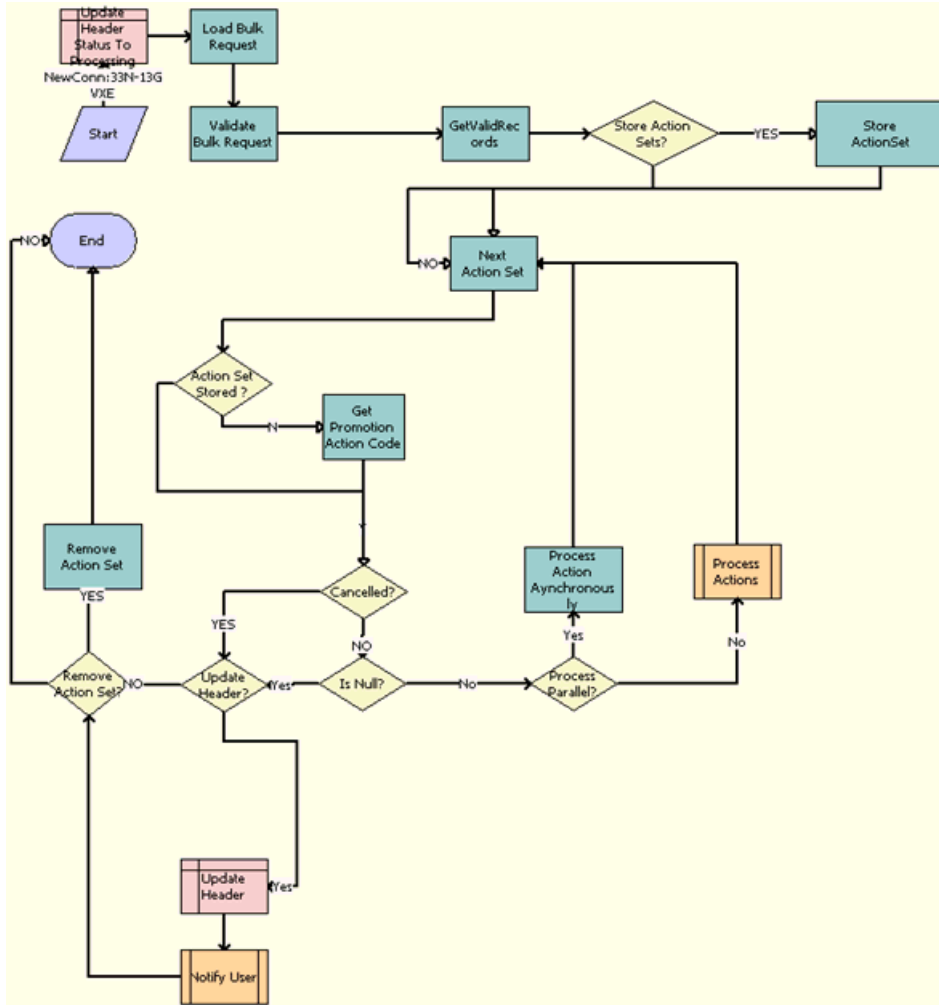 Update
Header
Status To
Processing
Load Bulk
Request
NewConn:33N-13G
VXE
Start
Validate
Bulk Request
GetValidRec
ords
Store Action
Sets?
YES
Store
ActionSet
NO
End
NO
Next
Action Set
Action Set
Stored ?
N
Get
Promotion
Action Code
Y
Remove
Action Set
YES
Cancelled?
YES
NO
Process
Action
Aynchronous
ly
Process
Actions
Yes
No
Remove
Action Set?
NO
Update
Header?
Yes
Is Null?
No
Process
Parallel?
Update
Header
Yes
Notify User